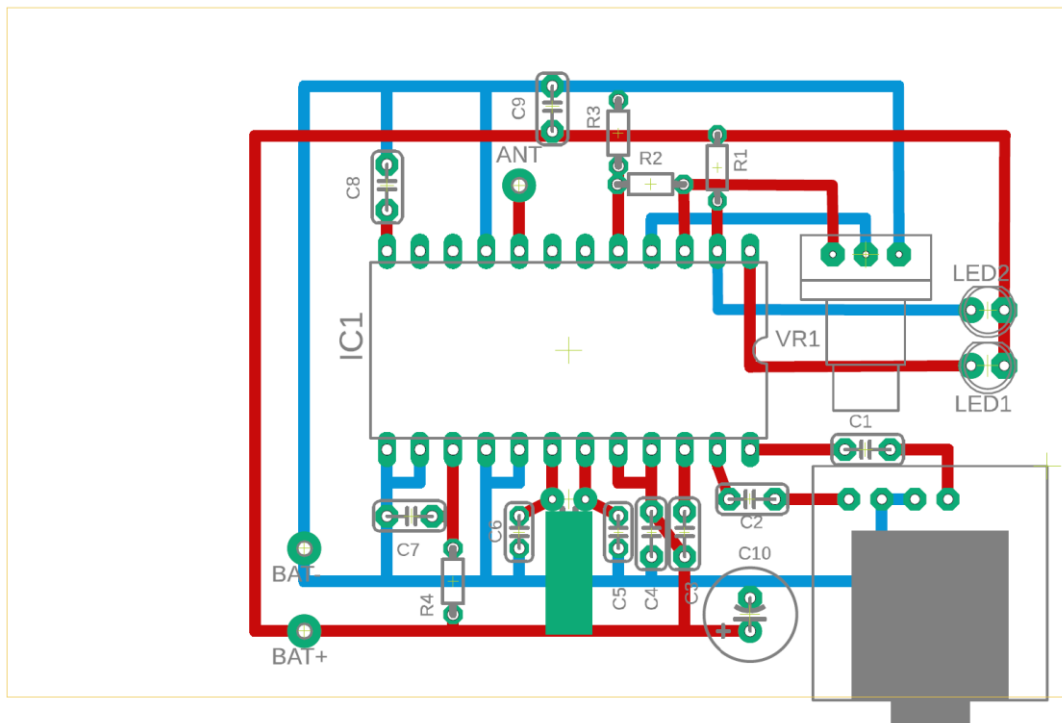 C9
R3
ANT
R2
R1
C8
LED2
IC1
VR1
LED1
C1
C2
C6
C7
C10
BAT-
R4
C5
C4
C3
+
BAT+